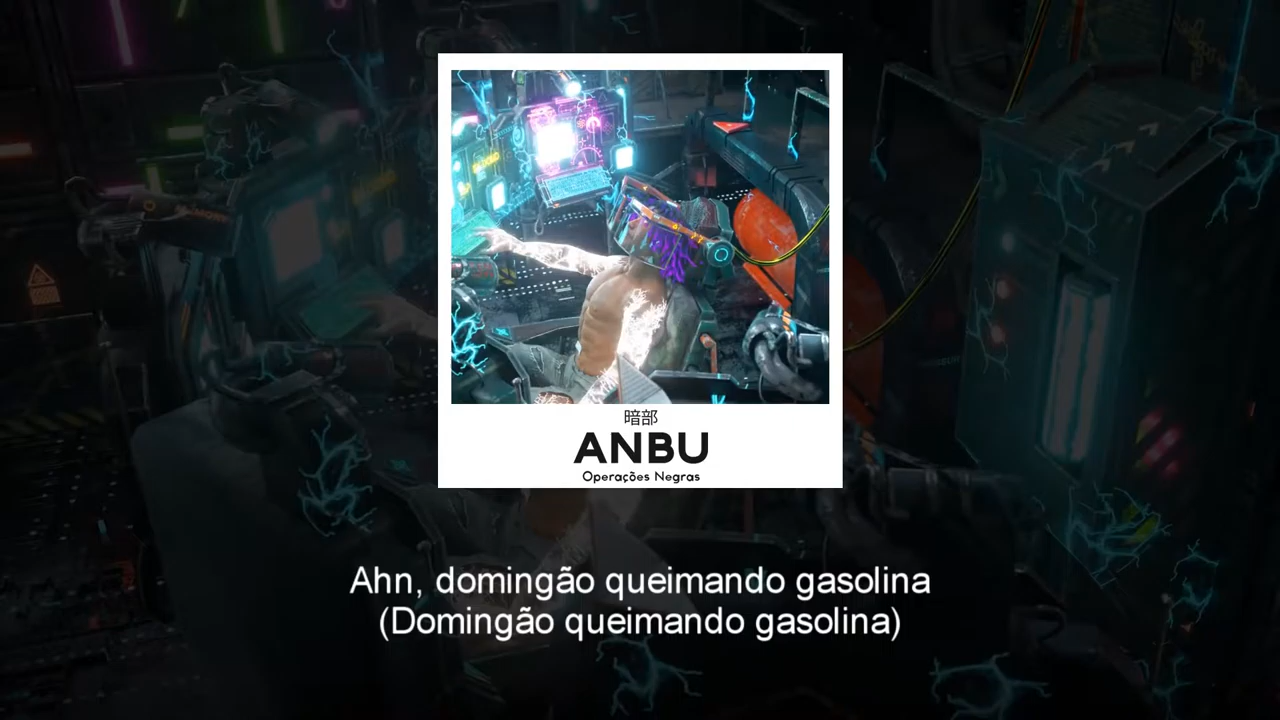 暗部
ANBU
Operações Negras
Ahn, domingão queimando gasolina
(Domingão queimando gasolina)